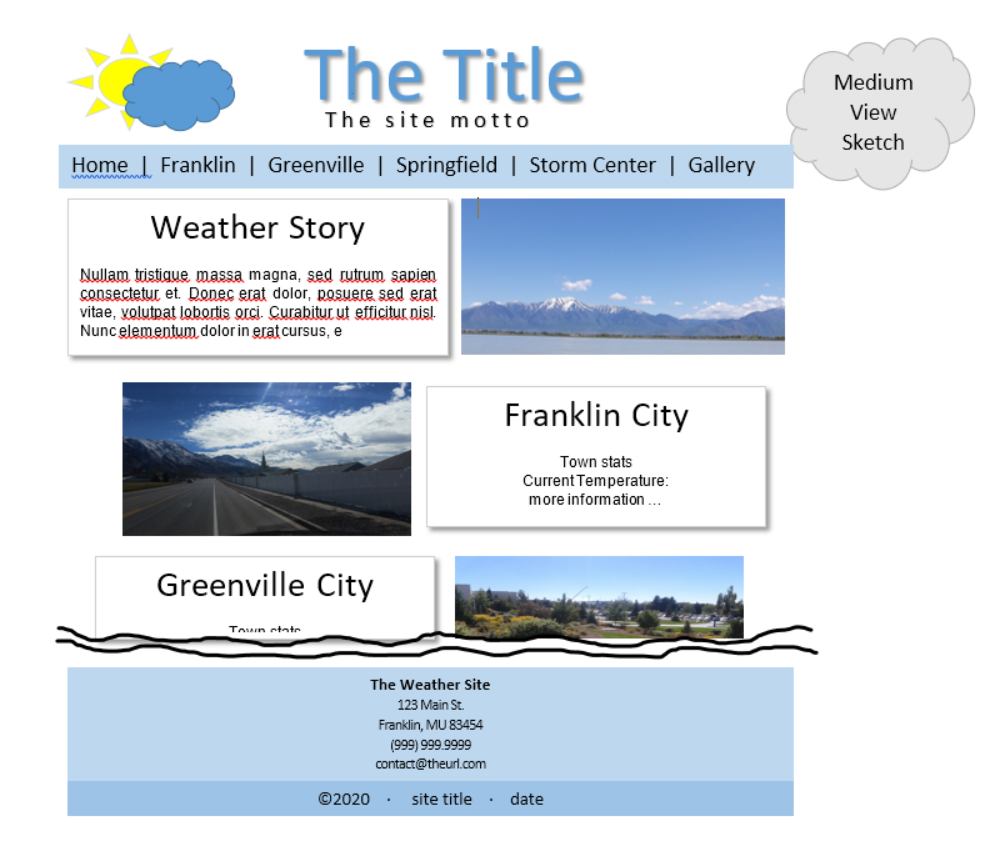 The Title
The site motto
Medium
View
Sketch
Home | Franklin | Greenville | Springfield | Storm Center | Gallery
Weather Story
Nullam tristique massa magna, sed rutrum sapien
consectetur et. Donec erat dolor, posuere sed erat
vitae, volutpat lobortis orci. Curabitur ut efficitur nisl.
Nunc elementum dolor in erat cursus, e
Franklin City
Town stats
Current Temperature:
more information ...
Greenville City
Town stats
The Weather Site
123 Main St.
Franklin, MU 83454
(999) 999.9999
contact@theurl.com
©2020 · site title · date